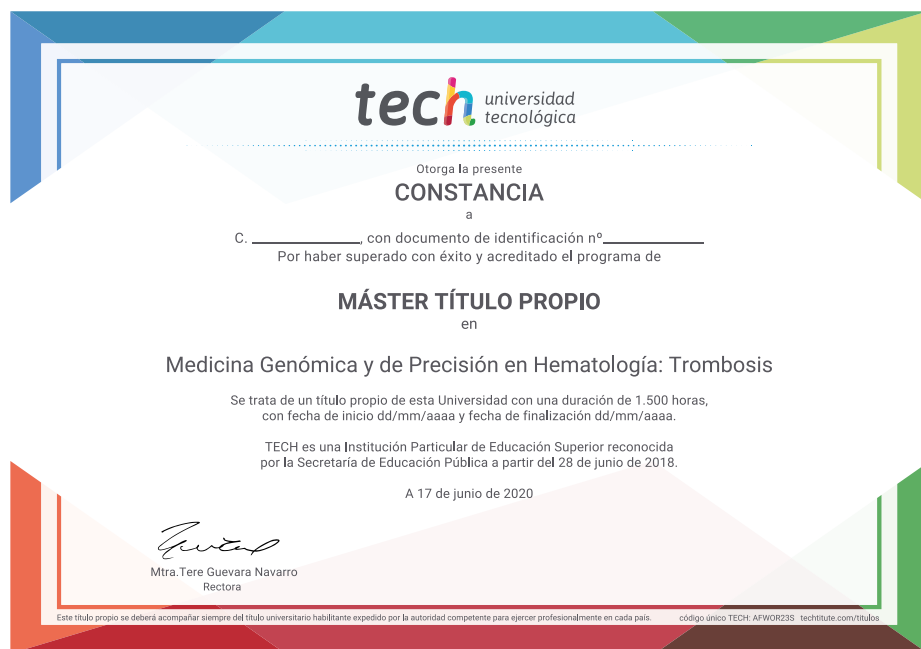 tech universidad
tecnológica
Otorga la presente
CONSTANCIA
a
C. ____________, con documento de identificación nº____________
Por haber superado con éxito y acreditado el programa de
MÁSTER TÍTULO PROPIO
en
Medicina Genómica y de Precisión en Hematología: Trombosis
Se trata de un título propio de esta Universidad con una duración de 1.500 horas,
con fecha de inicio dd/mm/aaaa y fecha de finalización dd/mm/aaaa.
TECH es una Institución Particular de Educación Superior reconocida
por la Secretaría de Educación Pública a partir del 28 de junio de 2018.
A 17 de junio de 2020
Mtra.Tere Guevara Navarro
Rectora
Este título propio se deberá acompañar siempre del título universitario habilitante expedido por la autoridad competente para ejercer profesionalmente en cada país. código único TECH: AFWOR23S techtitute.com/titulos